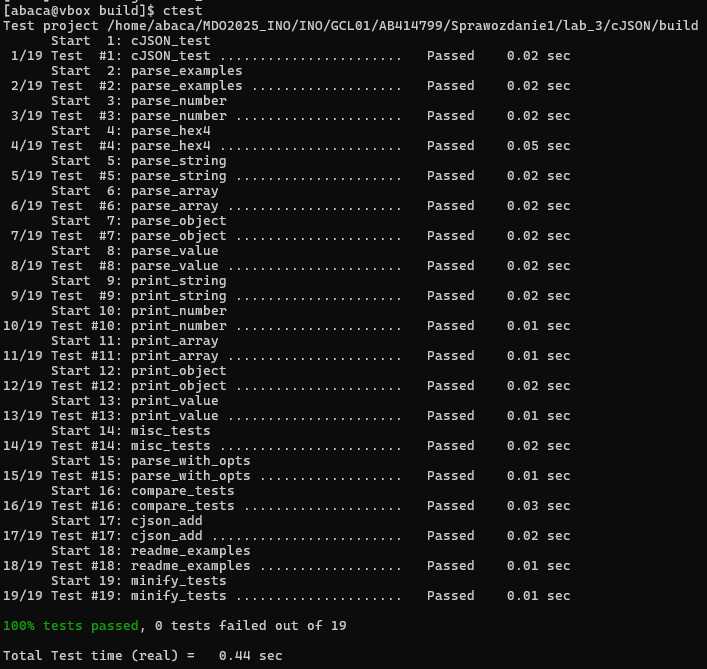 [abaca@vbox build]$ ctest
Test project /home/abaca/MDO2025_INO/INO/GCL01/AB414799/Sprawozdanie1/lab_3/cJSON/build
      Start  1: cJSON_test
 1/19 Test  #1: cJSON_test .......................   Passed    0.02 sec
      Start  2: parse_examples
 2/19 Test  #2: parse_examples ...................   Passed    0.02 sec
      Start  3: parse_number
 3/19 Test  #3: parse_number .....................   Passed    0.02 sec
      Start  4: parse_hex4
 4/19 Test  #4: parse_hex4 .......................   Passed    0.05 sec
      Start  5: parse_string
 5/19 Test  #5: parse_string .....................   Passed    0.02 sec
      Start  6: parse_array
 6/19 Test  #6: parse_array ......................   Passed    0.02 sec
      Start  7: parse_object
 7/19 Test  #7: parse_object .....................   Passed    0.02 sec
      Start  8: parse_value
 8/19 Test  #8: parse_value ......................   Passed    0.02 sec
      Start  9: print_string
 9/19 Test  #9: print_string .....................   Passed    0.02 sec
      Start 10: print_number
10/19 Test #10: print_number .....................   Passed    0.01 sec
      Start 11: print_array
11/19 Test #11: print_array ......................   Passed    0.01 sec
      Start 12: print_object
12/19 Test #12: print_object .....................   Passed    0.02 sec
      Start 13: print_value
13/19 Test #13: print_value ......................   Passed    0.01 sec
      Start 14: misc_tests
14/19 Test #14: misc_tests .......................   Passed    0.02 sec
      Start 15: parse_with_opts
15/19 Test #15: parse_with_opts ..................   Passed    0.01 sec
      Start 16: compare_tests
16/19 Test #16: compare_tests ....................   Passed    0.03 sec
      Start 17: cjson_add
17/19 Test #17: cjson_add ........................   Passed    0.02 sec
      Start 18: readme_examples
18/19 Test #18: readme_examples ..................   Passed    0.01 sec
      Start 19: minify_tests
19/19 Test #19: minify_tests .....................   Passed    0.01 sec

100% tests passed, 0 tests failed out of 19

Total Test time (real) =   0.44 sec